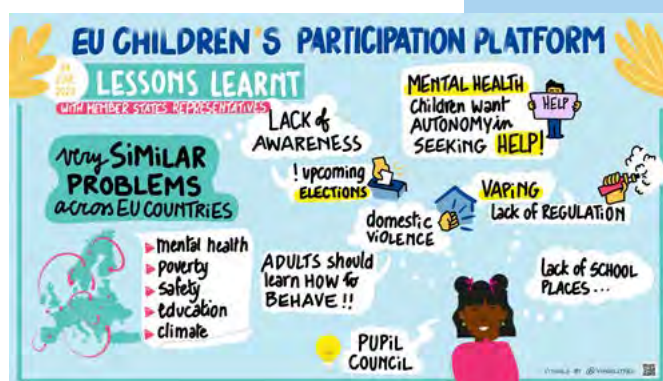 EU CHILDREN'S PARTICIPATION PLATFORM
LESSONS LEARNT
WITH MEMBER STATES REPRESENTATIVES
very SiMiLAR
PROBLEMS
across EU COUNTRiES
mental health
poverty
safety
education
climate
LACK of
AWARENESS
! upcoming
ELECTIONS
domestic
ViOLENCE
ADULTS should
learn HOW to
BEHAVE !!
PUPiL
COUNCiL
MENTAL HEALTH
Children want
AUTONOMY in
SEEKING HELP!
HELP
VAPING
Lack of REGULATION
lack of SCHOOL
PLACES...